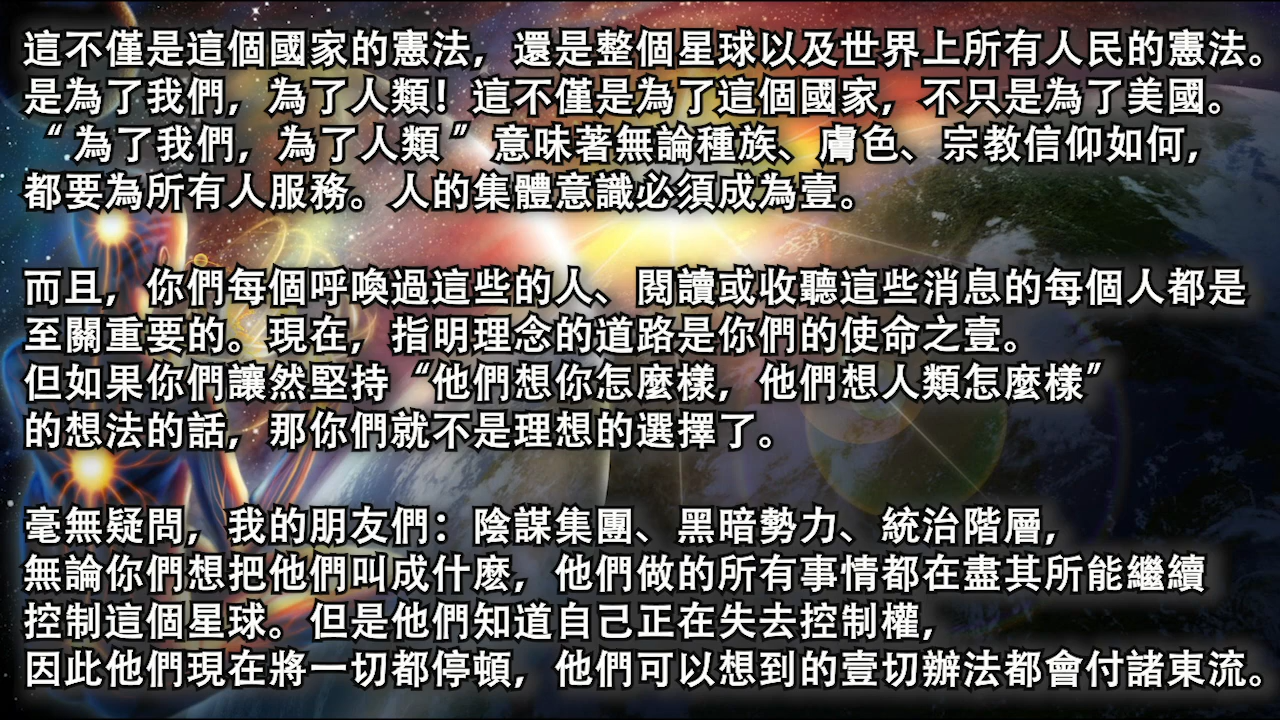 這不僅是這個國家的憲法，還是整個星球以及世界上所有人民的憲法。
是為了我們，為了人類！這不僅是為了這個國家，不只是為了美國。
“為了我們，為了人類”意味著無論種族、膚色、宗教信仰如何，
都要為所有人服務。人的集體意識必須成為壹。
而且，你們每個呼喚過這些的人、閱讀或收聽這些消息的每個人都是
至關重要的。現在，指明理念的道路是你們的使命之壹。
但如果你們讓然堅持“他們想你怎麼樣，他們想人類怎麼樣”
的想法的話，那你們就不是理想的選擇了。
毫無疑問，我的朋友們：陰謀集團、黑暗勢力、統治階層，
無論你們想把他們叫成什麽，他們做的所有事情都在盡其所能繼續
控制這個星球。但是他們知道自己正在失去控制權，
因此他們現在將一切都停頓，他們可以想到的壹切辦法都會付諸東流。